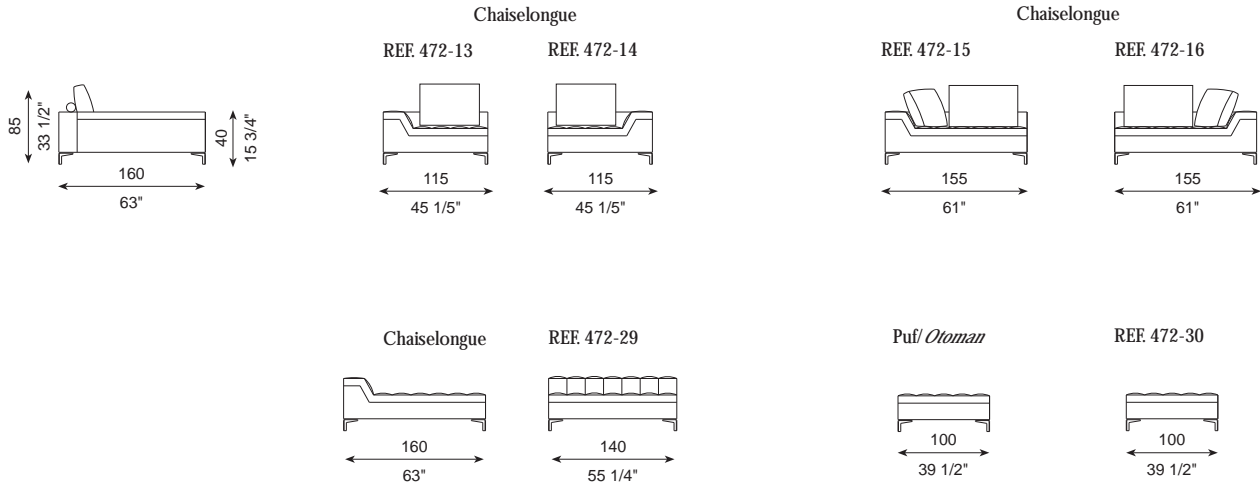 Chaiselongue
Chaiselongue
REF. 472-13
REF. 472-14
REF. 472-15
REF. 472-16
85
33 1/2"
40
15 3/4"
160
63"
115
45 1/5"
115
45 1/5"
155
61"
155
61"
Chaiselongue
REF. 472-29
Puf/ Otoman
REF. 472-30
160
63"
140
55 1/4"
100
39 1/2"
100
39 1/2"